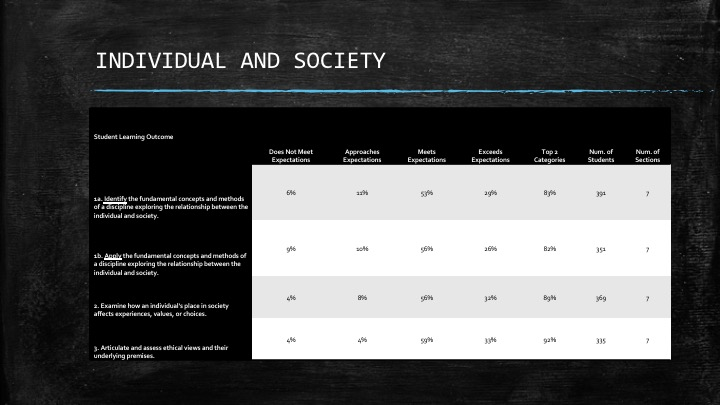 INDIVIDUAL AND SOCIETY
Student Learning Outcome
Does Not Meet Expectations
Approaches Expectations
Meets Expectations
Exceeds Expectations
Top 2 Categories
Num. of Students
Num. of Sections
1a. Identify the fundamental concepts and methods
of a discipline exploring the relationship between the
individual and society.
6% 11% 53% 29% 83% 391 7
1b. Apply the fundamental concepts and methods of
a discipline exploring the relationship between the
individual and society.
9% 10% 56% 26% 82% 351 7
2. Examine how an individual's place in society
affects experiences, values, or choices.
4% 8% 56% 32% 89% 369 7
3. Articulate and assess ethical views and their
underlying premises.
4% 4% 59% 33% 92% 335 7